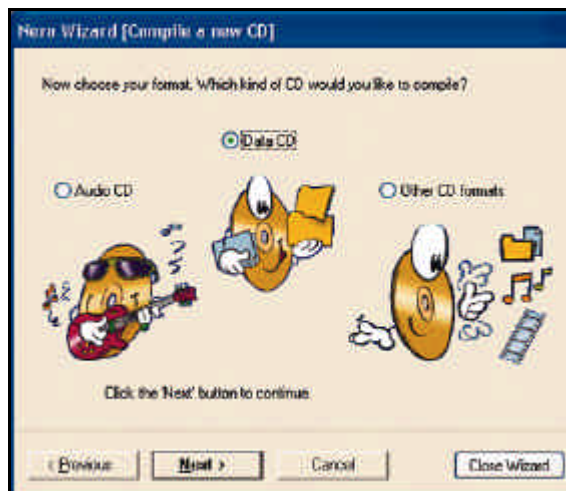 Nero Wizard [Compile a new CD]
Now choose your format. Which kind of CD would you like to compile?
Data CD
Audio CD
Other CD formats
Click the 'Next' button to continue.
< Previous
Next >
Cancel
Close Wizard